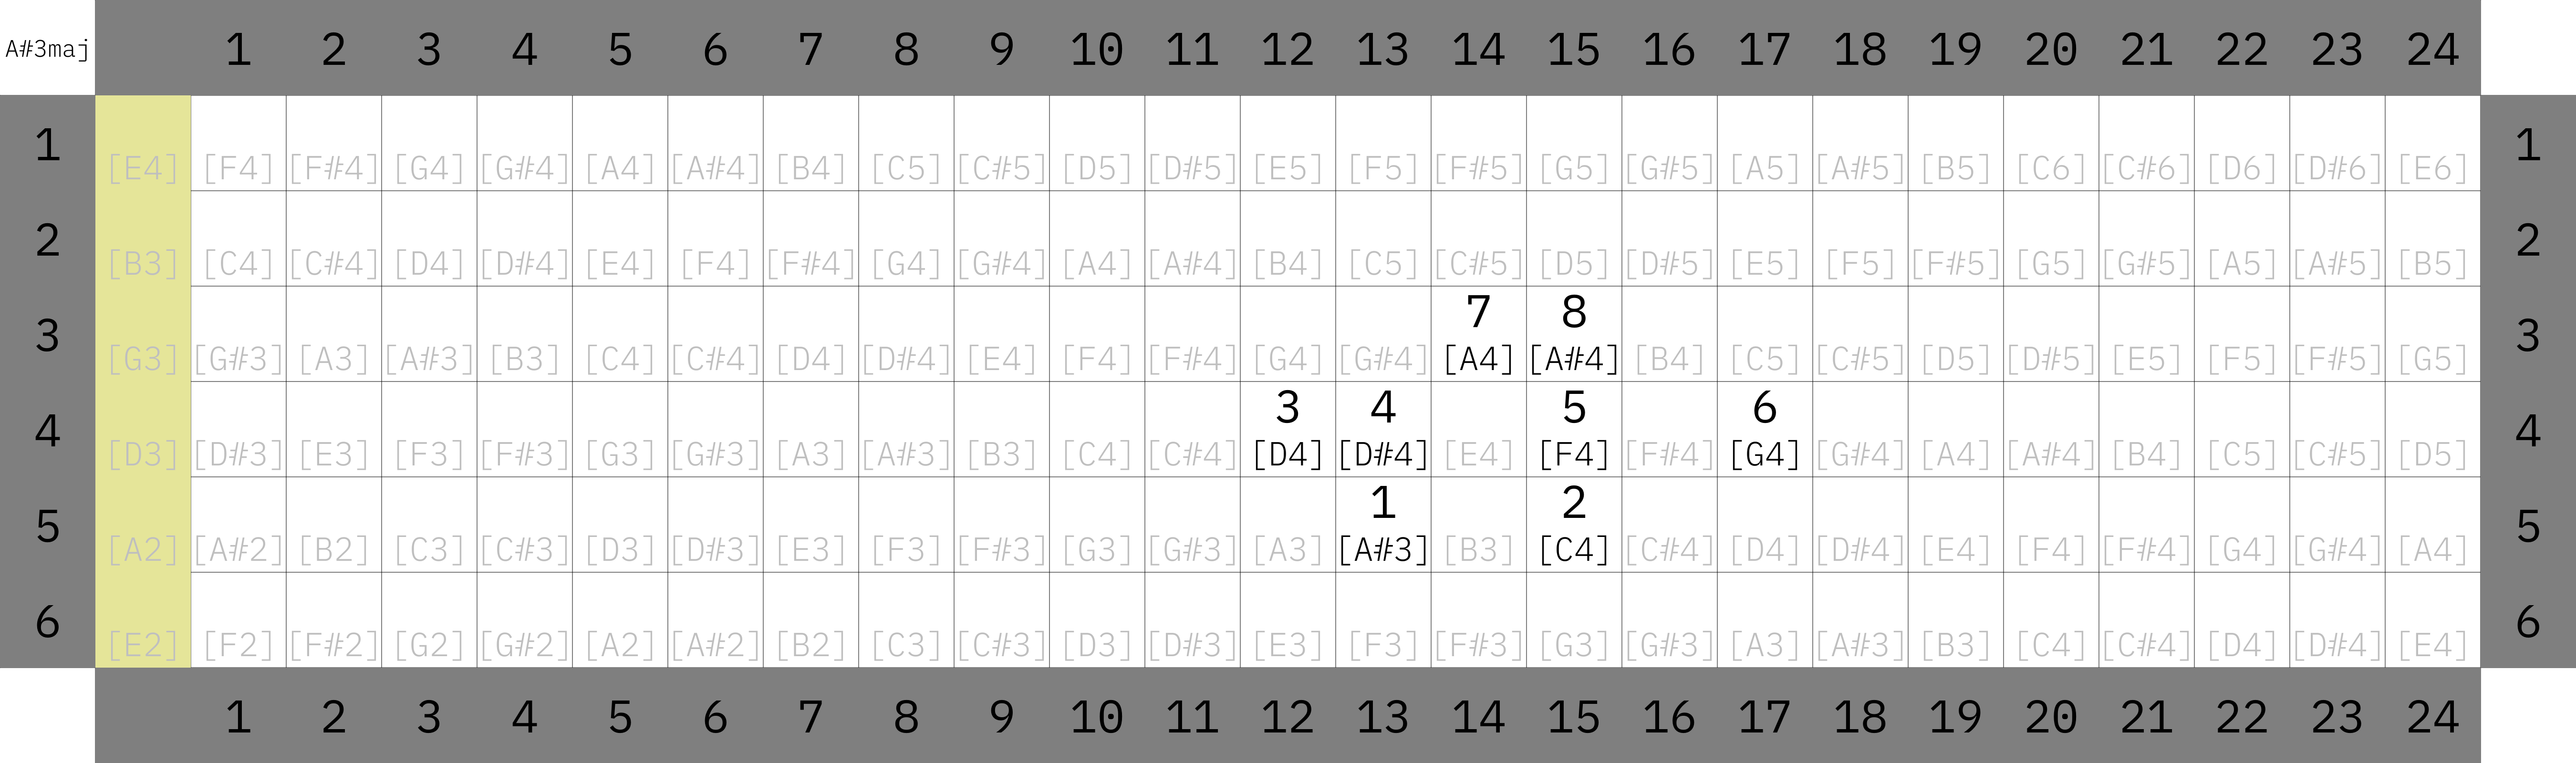 A#3maj 1 2 3 4 5 6 7 8 9 10 11 12 13 14 15 16 17 18 19 20 21 22 23 24
1 [E4] [F4] [F#4] [G4] [G#4] [A4] [A#4] [B4] [C5] [C#5] [D5] [D#5] [E5] [F5] [F#5] [G5] [G#5] [A5] [A#5] [B5] [C6] [C#6] [D6] [D#6] [E6] 1
2 [B3] [C4] [C#4] [D4] [D#4] [E4] [F4] [F#4] [G4] [G#4] [A4] [A#4] [B4] [C5] [C#5] [D5] [D#5] [E5] [F5] [F#5] [G5] [G#5] [A5] [A#5] [B5] 2
7 8
3 [G3] [G#3] [A3] [A#3] [B3] [C4] [C#4] [D4] [D#4] [E4] [F4] [F#4] [G4] [G#4] [A4] [A#4] [B4] [C5] [C#5] [D5] [D#5] [E5] [F5] [F#5] [G5] 3
3 4 5 6
4 [D3] [D#3] [E3] [F3] [F#3] [G3] [G#3] [A3] [A#3] [B3] [C4] [C#4] [D4] [D#4] [E4] [F4] [F#4] [G4] [G#4] [A4] [A#4] [B4] [C5] [C#5] [D5] 4
1 2
5 [A2] [A#2] [B2] [C3] [C#3] [D3] [D#3] [E3] [F3] [F#3] [G3] [G#3] [A3] [A#3] [B3] [C4] [C#4] [D4] [D#4] [E4] [F4] [F#4] [G4] [G#4] [A4] 5
6 [E2] [F2] [F#2] [G2] [G#2] [A2] [A#2] [B2] [C3] [C#3] [D3] [D#3] [E3] [F3] [F#3] [G3] [G#3] [A3] [A#3] [B3] [C4] [C#4] [D4] [D#4] [E4] 6
1 2 3 4 5 6 7 8 9 10 11 12 13 14 15 16 17 18 19 20 21 22 23 24